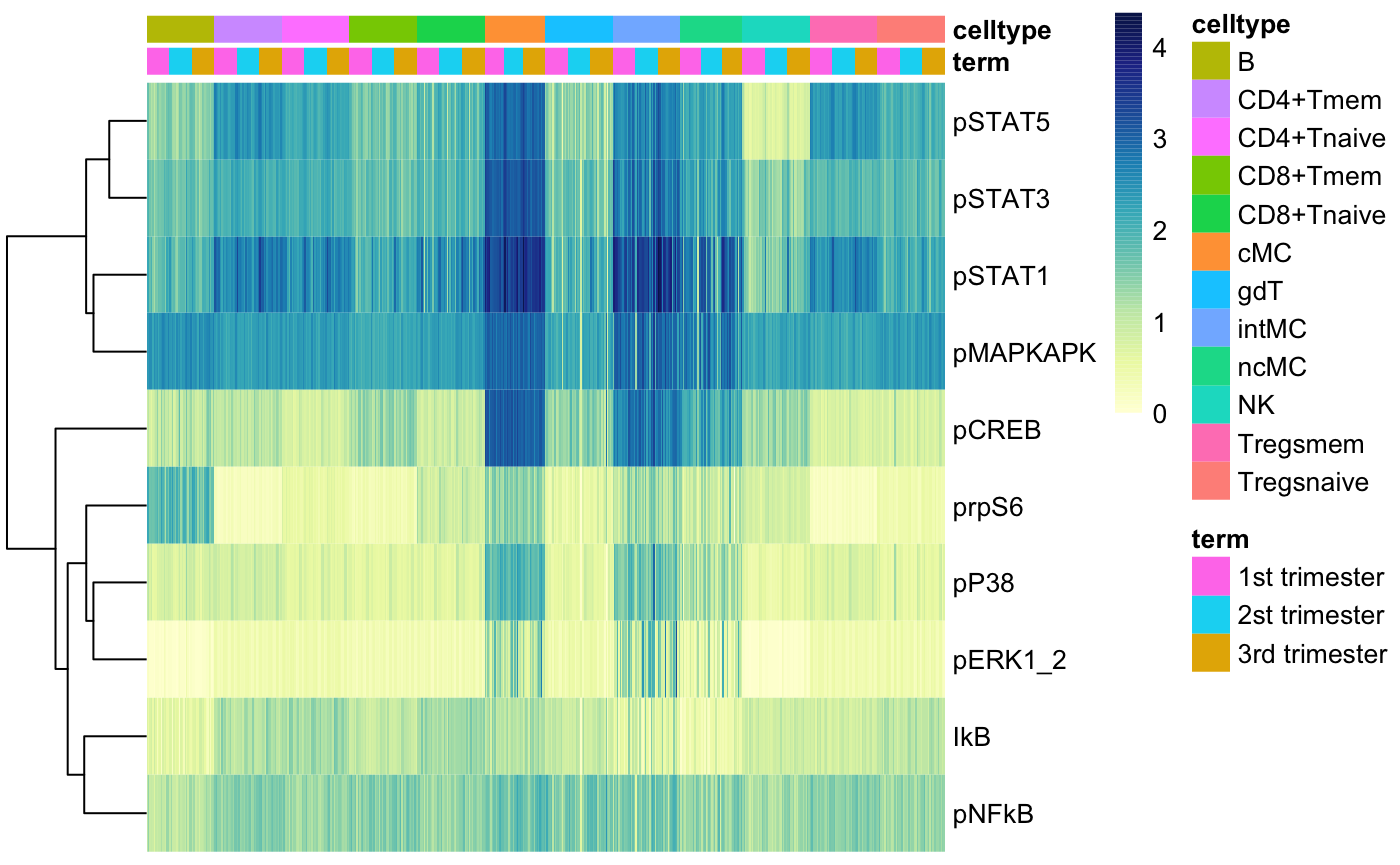 celltype
term
pSTAT5
pSTAT3
pSTAT1
pMAPKAPK
pCREB
prpS6
pP38
pERK1_2
IkB
pNFkB
4
3
2
1
0
celltype
B
CD4+Tmem
CD4+Tnaive
CD8+Tmem
CD8+Tnaive
cMC
gdT
intMC
ncMC
NK
Tregsmem
Tregsnaive
term
1st trimester
2st trimester
3rd trimester